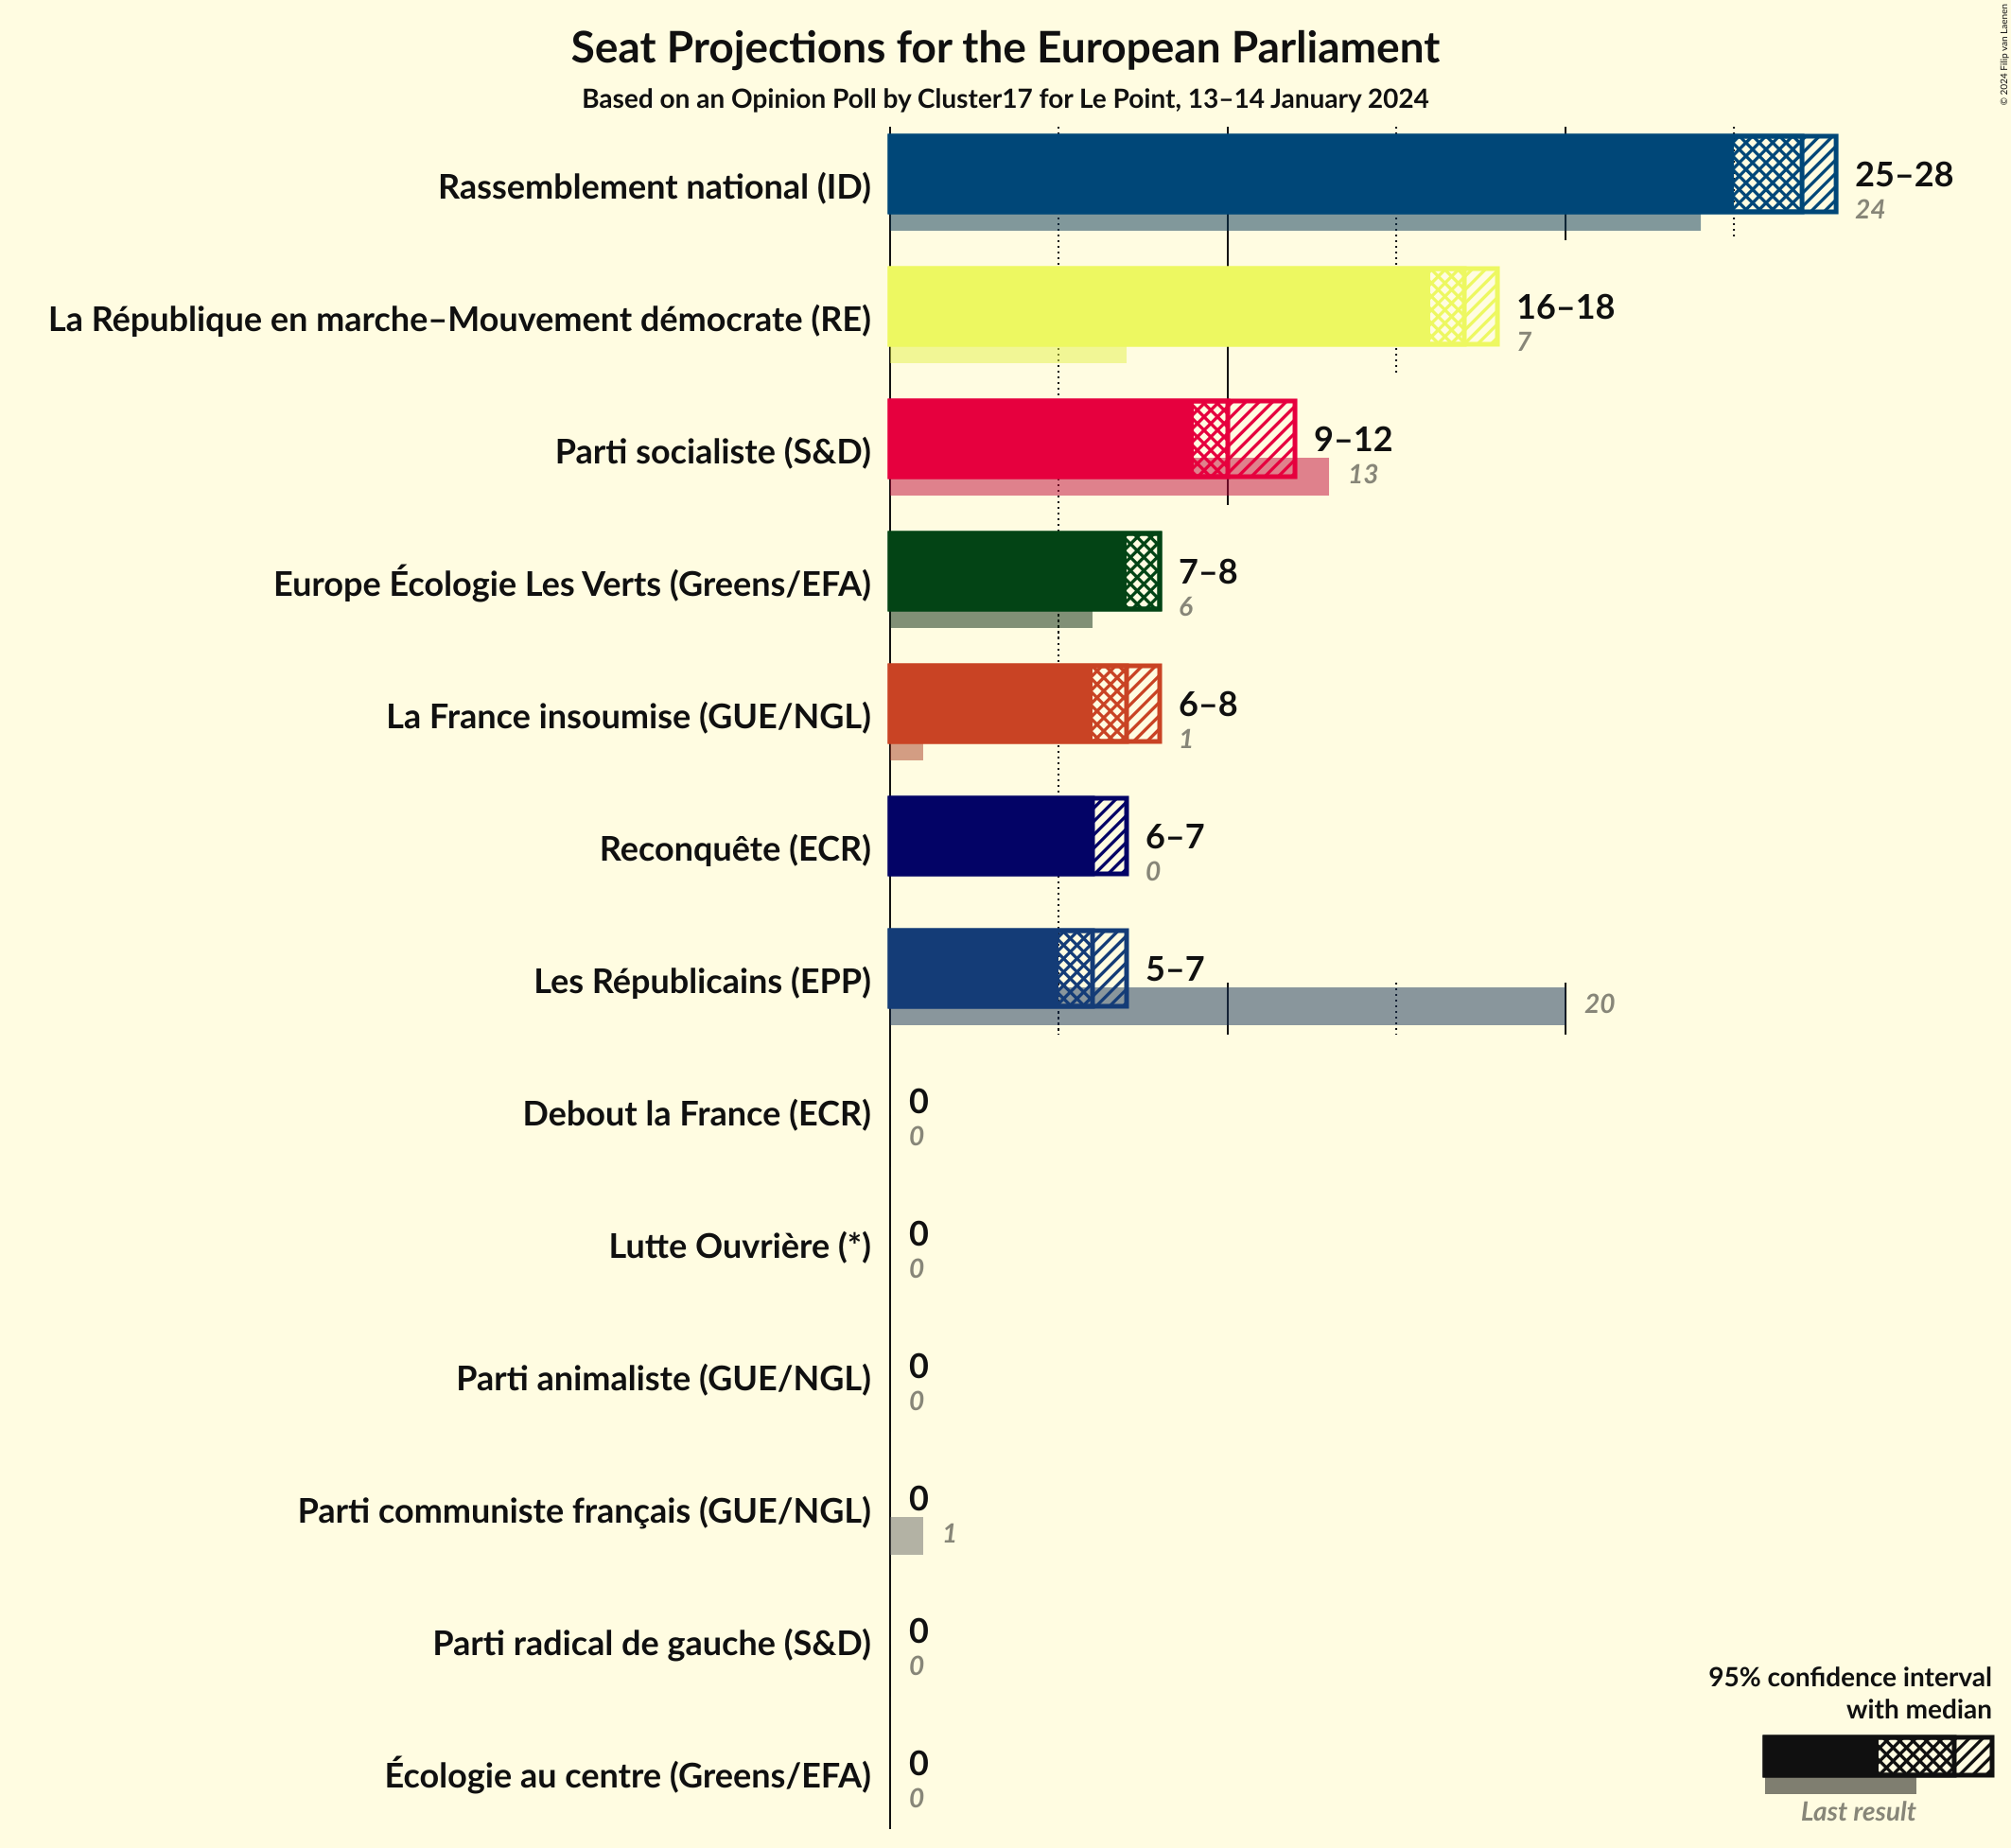 Seat Projections for the European Parliament
Based on an Opinion Poll by Cluster17 for Le Point, 13–14 January 2024
© 2024 Filip van Laenen
Rassemblement national (ID)
25–28
24
La République en marche–Mouvement démocrate (RE)
16–18
7
Parti socialiste (S&D)
9–12
13
Europe Écologie Les Verts (Greens/EFA)
7–8
6
La France insoumise (GUE/NGL)
6–8
1
Reconquête (ECR)
6–7
0
Les Républicains (EPP)
5–7
20
Debout la France (ECR)
0
0
Lutte Ouvrière (*)
0
0
Parti animaliste (GUE/NGL)
0
0
Parti communiste français (GUE/NGL)
0
1
Parti radical de gauche (S&D)
0
0
Écologie au centre (Greens/EFA)
0
0
95% confidence interval
with median
Last result